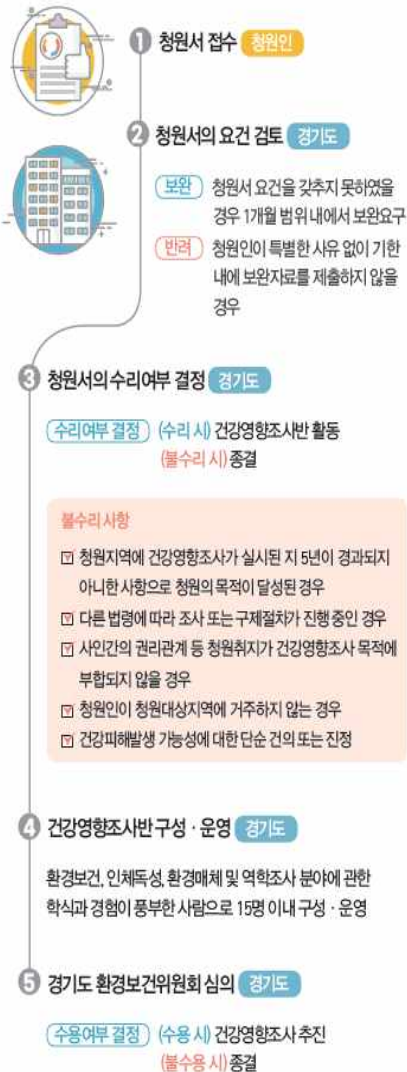 1 청원서 접수 청원인
2 청원서의 요건 검토 경기도
보완 청원서 요건을 갖추지 못하였을
경우 1개월 범위 내에서 보완요구
반려 청원인이 특별한 사유 없이 기한
내에 보완자료를 제출하지 않을
경우
3 청원서의 수리여부 결정 경기도
수리여부 결정 (수리 시) 건강영향조사반 활동
(불수리 시) 종결
불수리 사항
청원지역에 건강영향조사가 실시된 지 5년이 경과되지
아니한 사항으로 청원의 목적이 달성된 경우
다른 법령에 따라 조사 또는 구제절차가 진행 중인 경우
사인간의 권리관계 등 청원취지가 건강영향조사 목적에
부합되지 않을 경우
청원인이 청원대상지역에 거주하지 않는 경우
건강피해발생 가능성에 대한 단순 건의 또는 진정
4 건강영향조사반 구성 · 운영 경기도
환경보건, 인체독성, 환경매체 및 역학조사 분야에 관한
학식과 경험이 풍부한 사람으로 15명 이내 구성 · 운영
5 경기도 환경보건위원회 심의 경기도
수용여부 결정 (수용 시) 건강영향조사 추진
(불수용 시) 종결